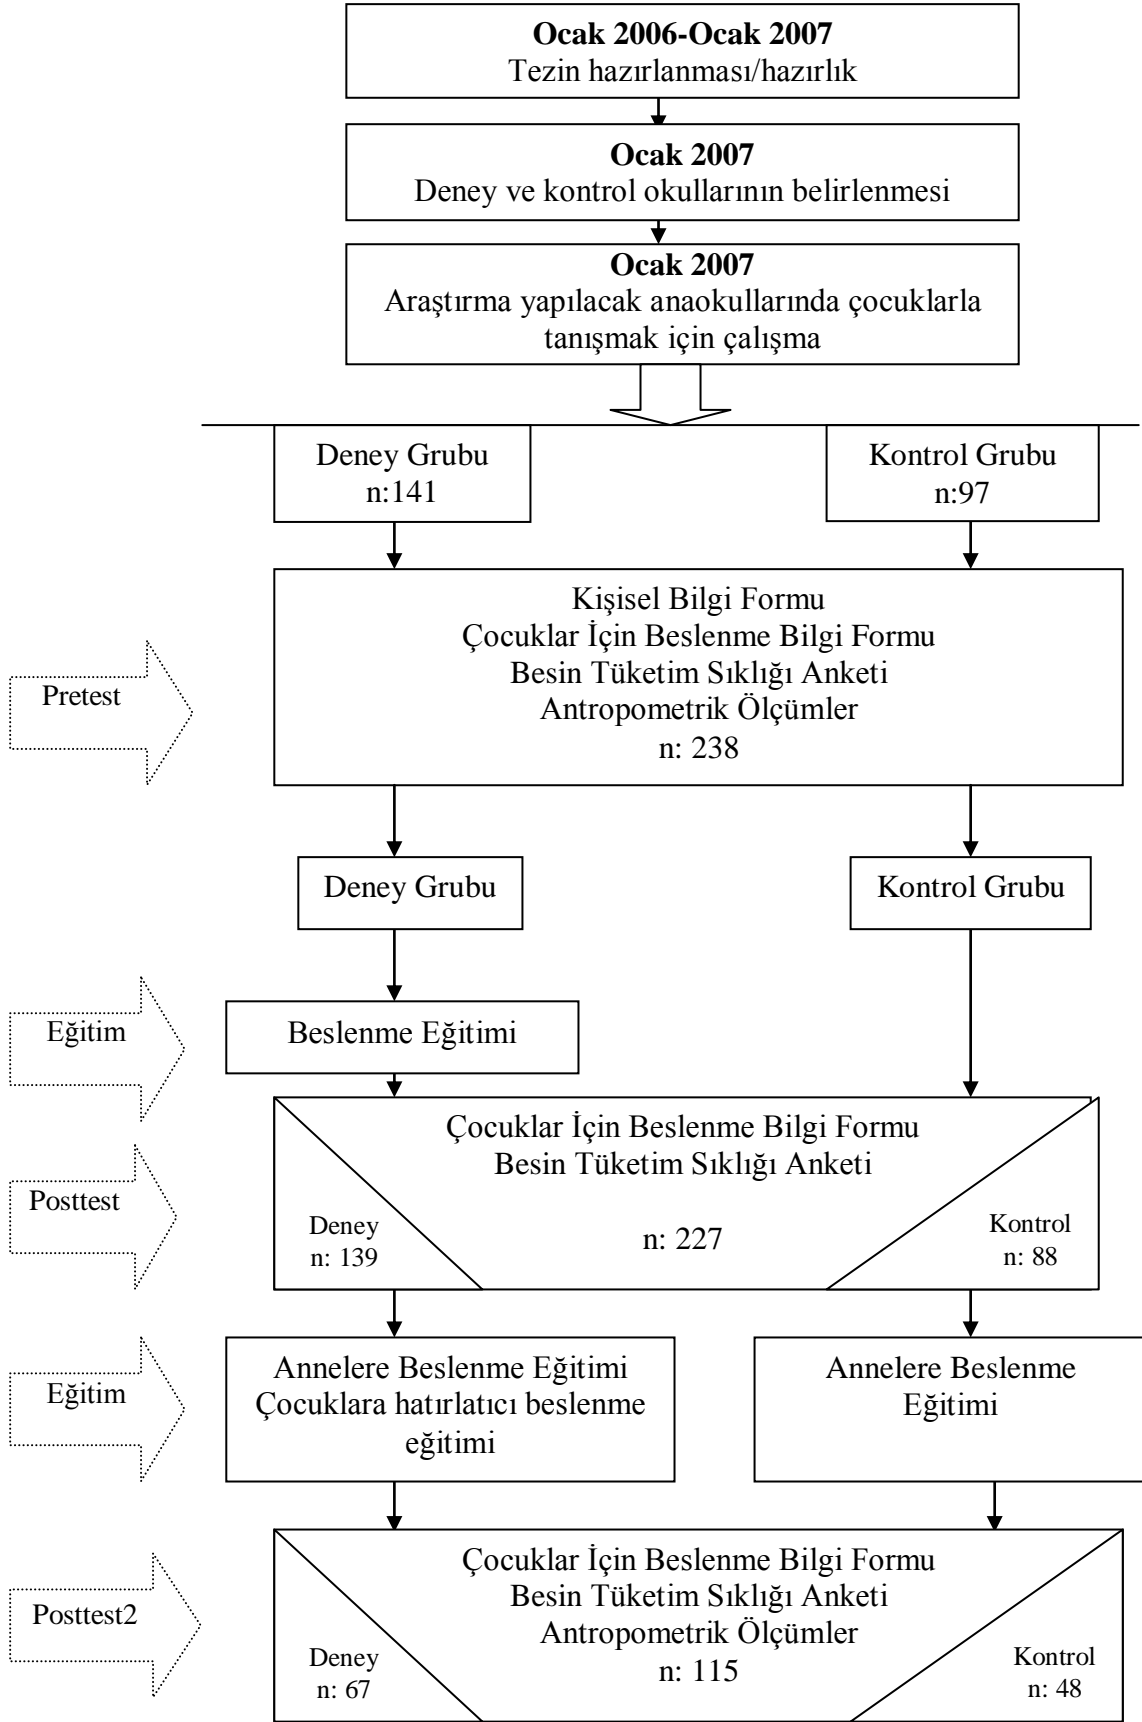 Ocak 2006-Ocak 2007
Tezin hazırlanması/hazırlık
Ocak 2007
Deney ve kontrol okullarının belirlenmesi
Ocak 2007
Araştırma yapılacak anaokullarında çocuklarla
tanışmak için çalışma
Deney Grubu
n:141
Kontrol Grubu
n:97
Pretest
Kişisel Bilgi Formu
Çocuklar İçin Beslenme Bilgi Formu
Besin Tüketim Sıklığı Anketi
Antropometrik Ölçümler
n: 238
Deney Grubu
Kontrol Grubu
Eğitim
Beslenme Eğitimi
Posttest
Çocuklar İçin Beslenme Bilgi Formu
Besin Tüketim Sıklığı Anketi
Deney
n: 139
n: 227
Kontrol
n: 88
Eğitim
Annelere Beslenme Eğitimi
Çocuklara hatırlatıcı beslenme
eğitimi
Annelere Beslenme
Eğitimi
Posttest2
Çocuklar İçin Beslenme Bilgi Formu
Besin Tüketim Sıklığı Anketi
Antropometrik Ölçümler
n: 115
Deney
n: 67
Kontrol
n: 48